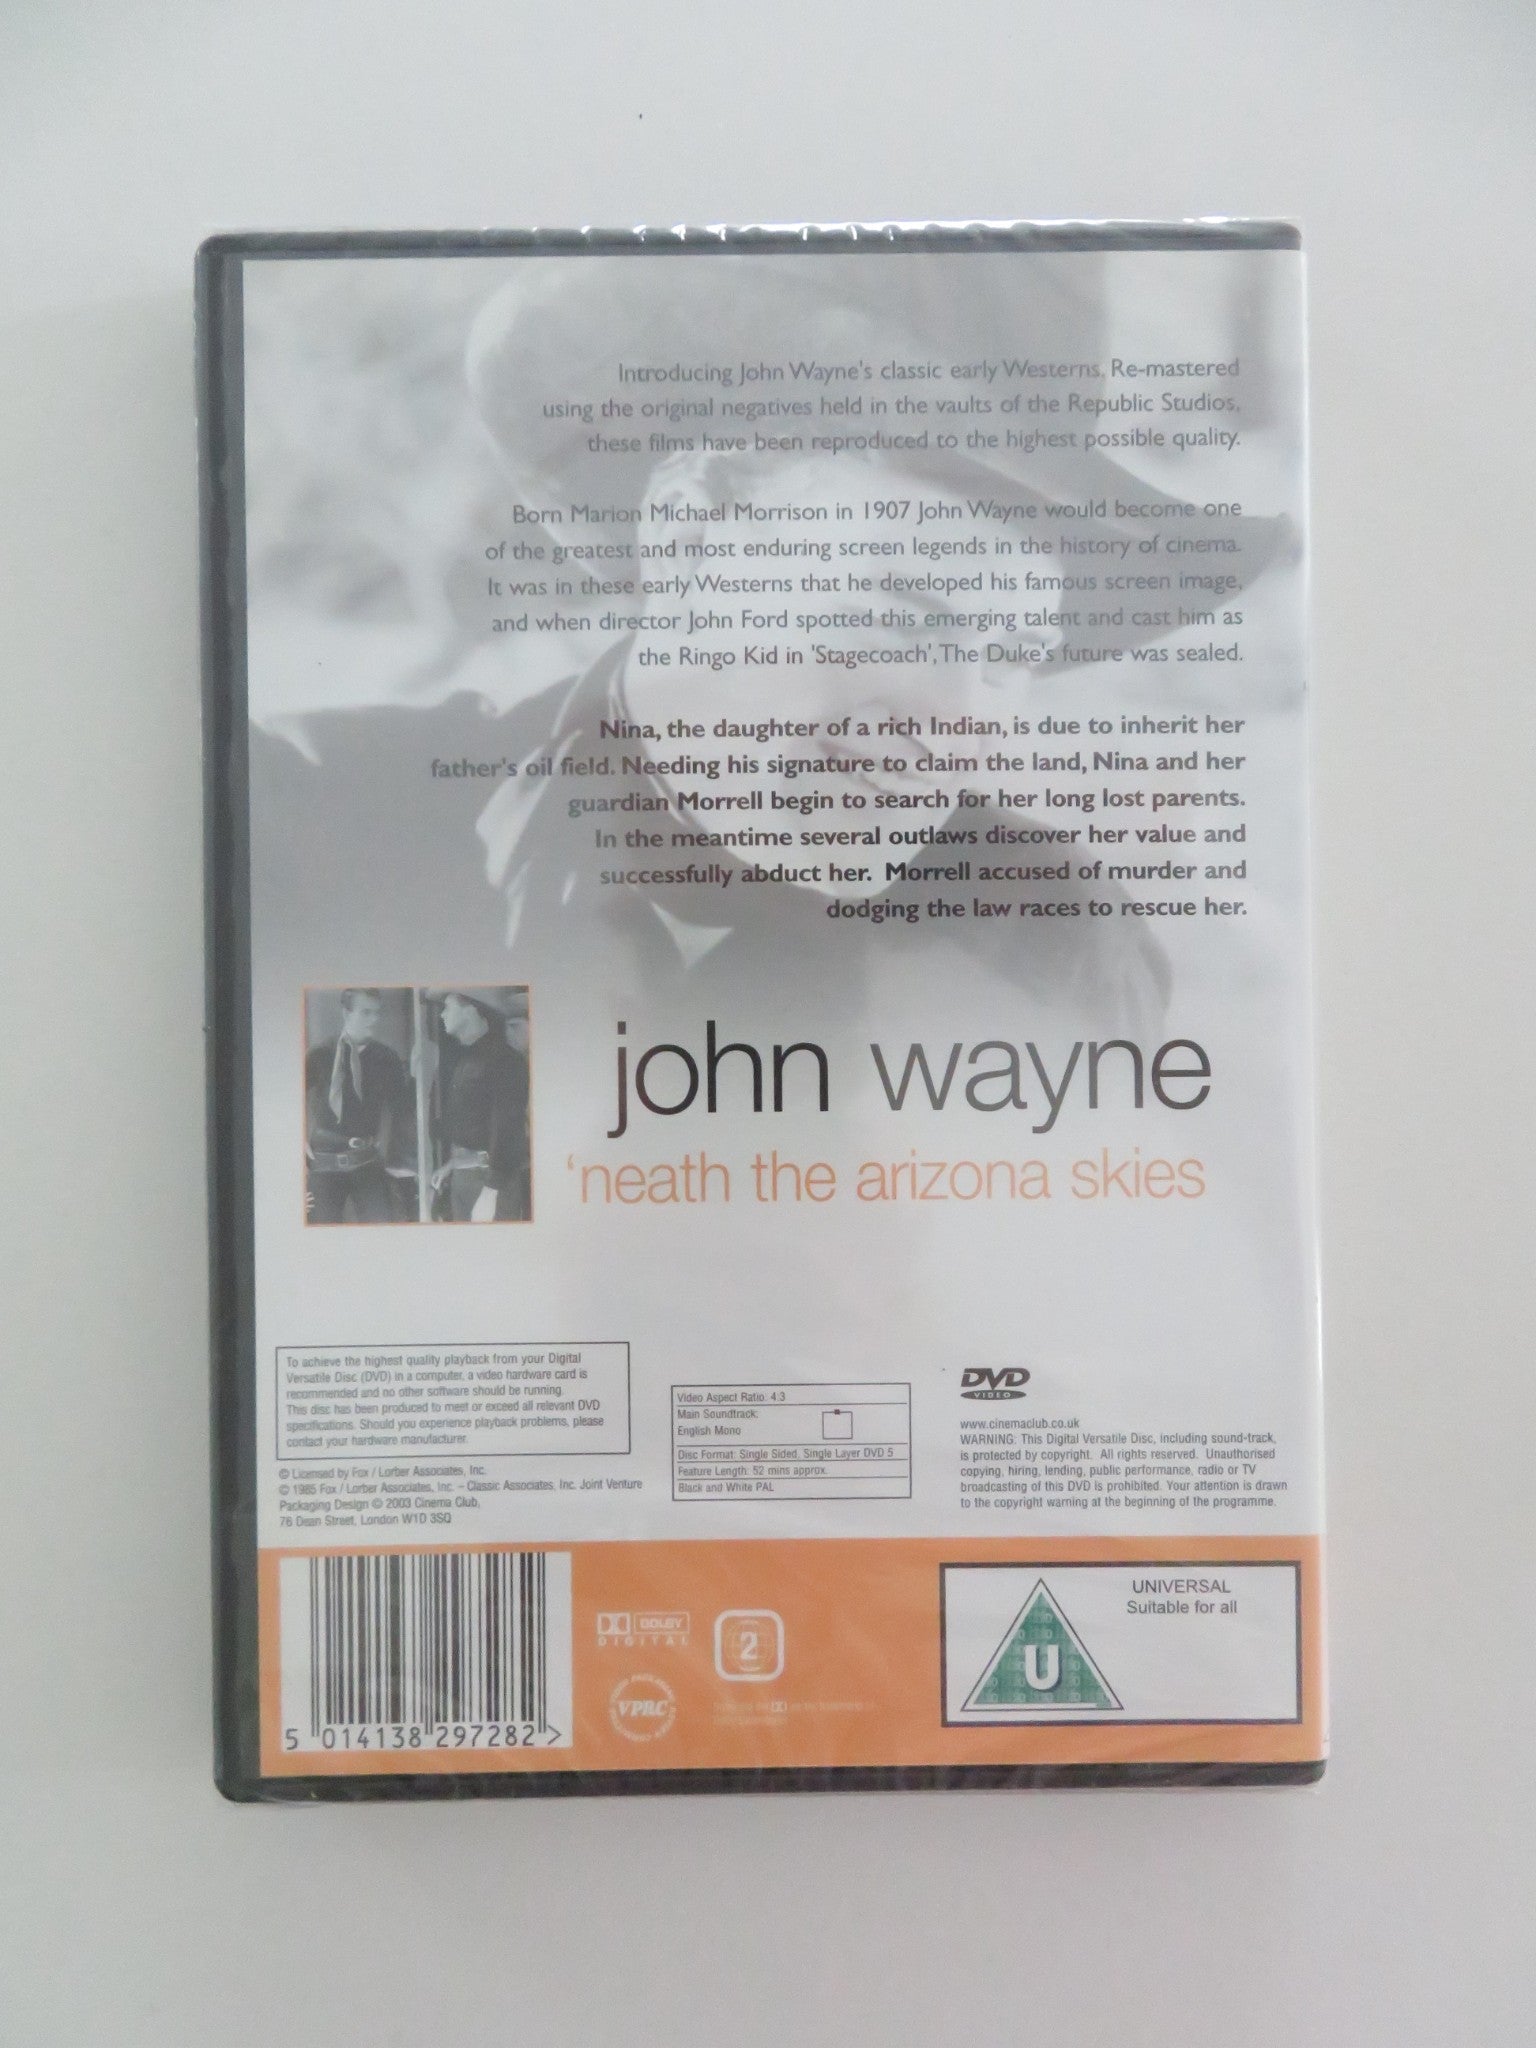 Introducing John Wayne's classic early Westerns. Re-mastered
using the original negatives held in the vaults of the Republic Studios,
these films have been reproduced to the highest possible quality.
Born Marion Michael Morrison in 1907 John Wayne would become one
of the greatest and most enduring screen legends in the history of cinema.
It was in these early Westerns that he developed his famous screen image,
and when director John Ford spotted this emerging talent and cast him as
the Ringo Kid in 'Stagecoach', The Duke's future was sealed.
Nina, the daughter of a rich Indian, is due to inherit her
father's oil field. Needing his signature to claim the land, Nina and her
guardian Morrell begin to search for her long lost parents.
In the meantime several outlaws discover her value and
successfully abduct her. Morrell accused of murder and
dodging the law races to rescue her.
john wayne
'neath the arizona skies
To achieve the highest quality playback from your Digital
Versatile Disc (DVD) in a computer, a video hardware card is
recommended and no other software should be running.
This disc has been produced to meet or exceed all relevant DVD
specifications. Should you experience playback problems, please
contact your hardware manufacturer.
© Licensed by Fox / Lorber Associates, Inc.
© 1985 Fox / Lorber Associates, Inc. – Classic Associates, Inc. Joint Venture
Packaging Design © 2003 Cinema Club,
76 Dean Street, London W1D 3SQ
Video Aspect Ratio: 4:3
Main Soundtrack:
English Mono
Disc Format: Single Sided, Single Layer DVD 5
Feature Length: 52 mins approx.
Black and White PAL
DVD
VIDEO
www.cinemaclub.co.uk
WARNING: This Digital Versatile Disc, including sound-track,
is protected by copyright. All rights reserved. Unauthorised
copying, hiring, lending, public performance, radio or TV
broadcasting of this DVD is prohibited. Your attention is drawn
to the copyright warning at the beginning of the programme.
5 014138 297282 >
DOLBY
DIGITAL
2
VPRC
UNIVERSAL
Suitable for all
U